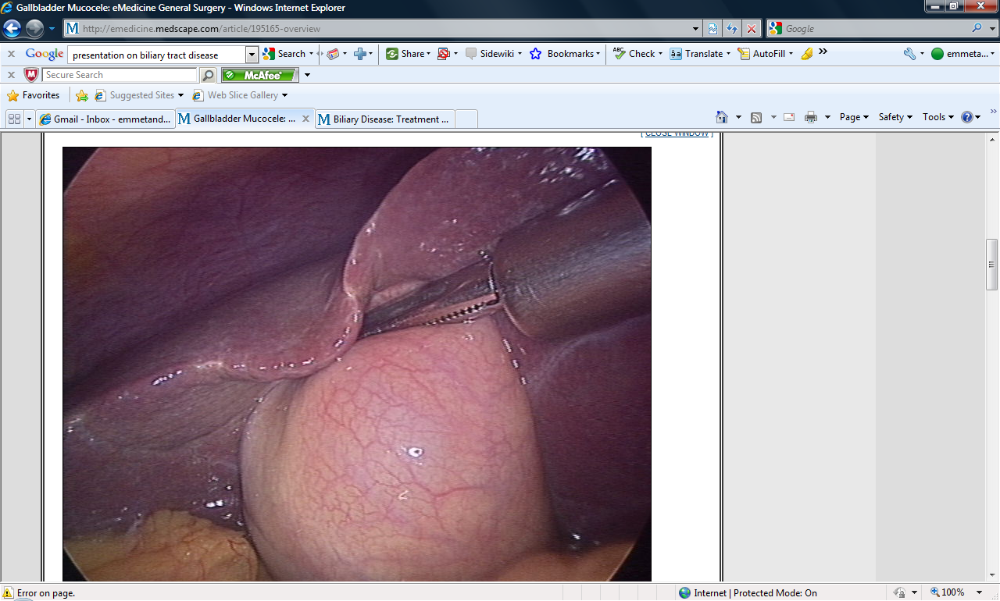 Gallbladder Mucocele: eMedicine General Surgery - Windows Internet Explorer
http://emedicine.medscape.com/article/195165-overview
Google
Google presentation on biliary tract disease Search Share Sidewiki Bookmarks Check Translate AutoFill emmeta...
Secure Search McAfee
Favorites Suggested Sites Web Slice Gallery
Gmail - Inbox - emmetand... Gallbladder Mucocele: ... Biliary Disease: Treatment ... Page Safety Tools
[ CLOSE WINDOW ]
Error on page. Internet | Protected Mode: On 100%